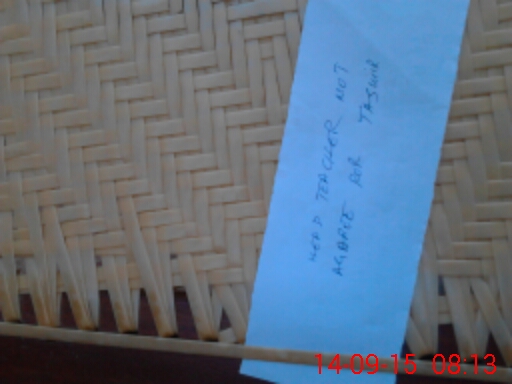 HEAD TEACHER NOT
AGREE FOR
14-09-15 08:13